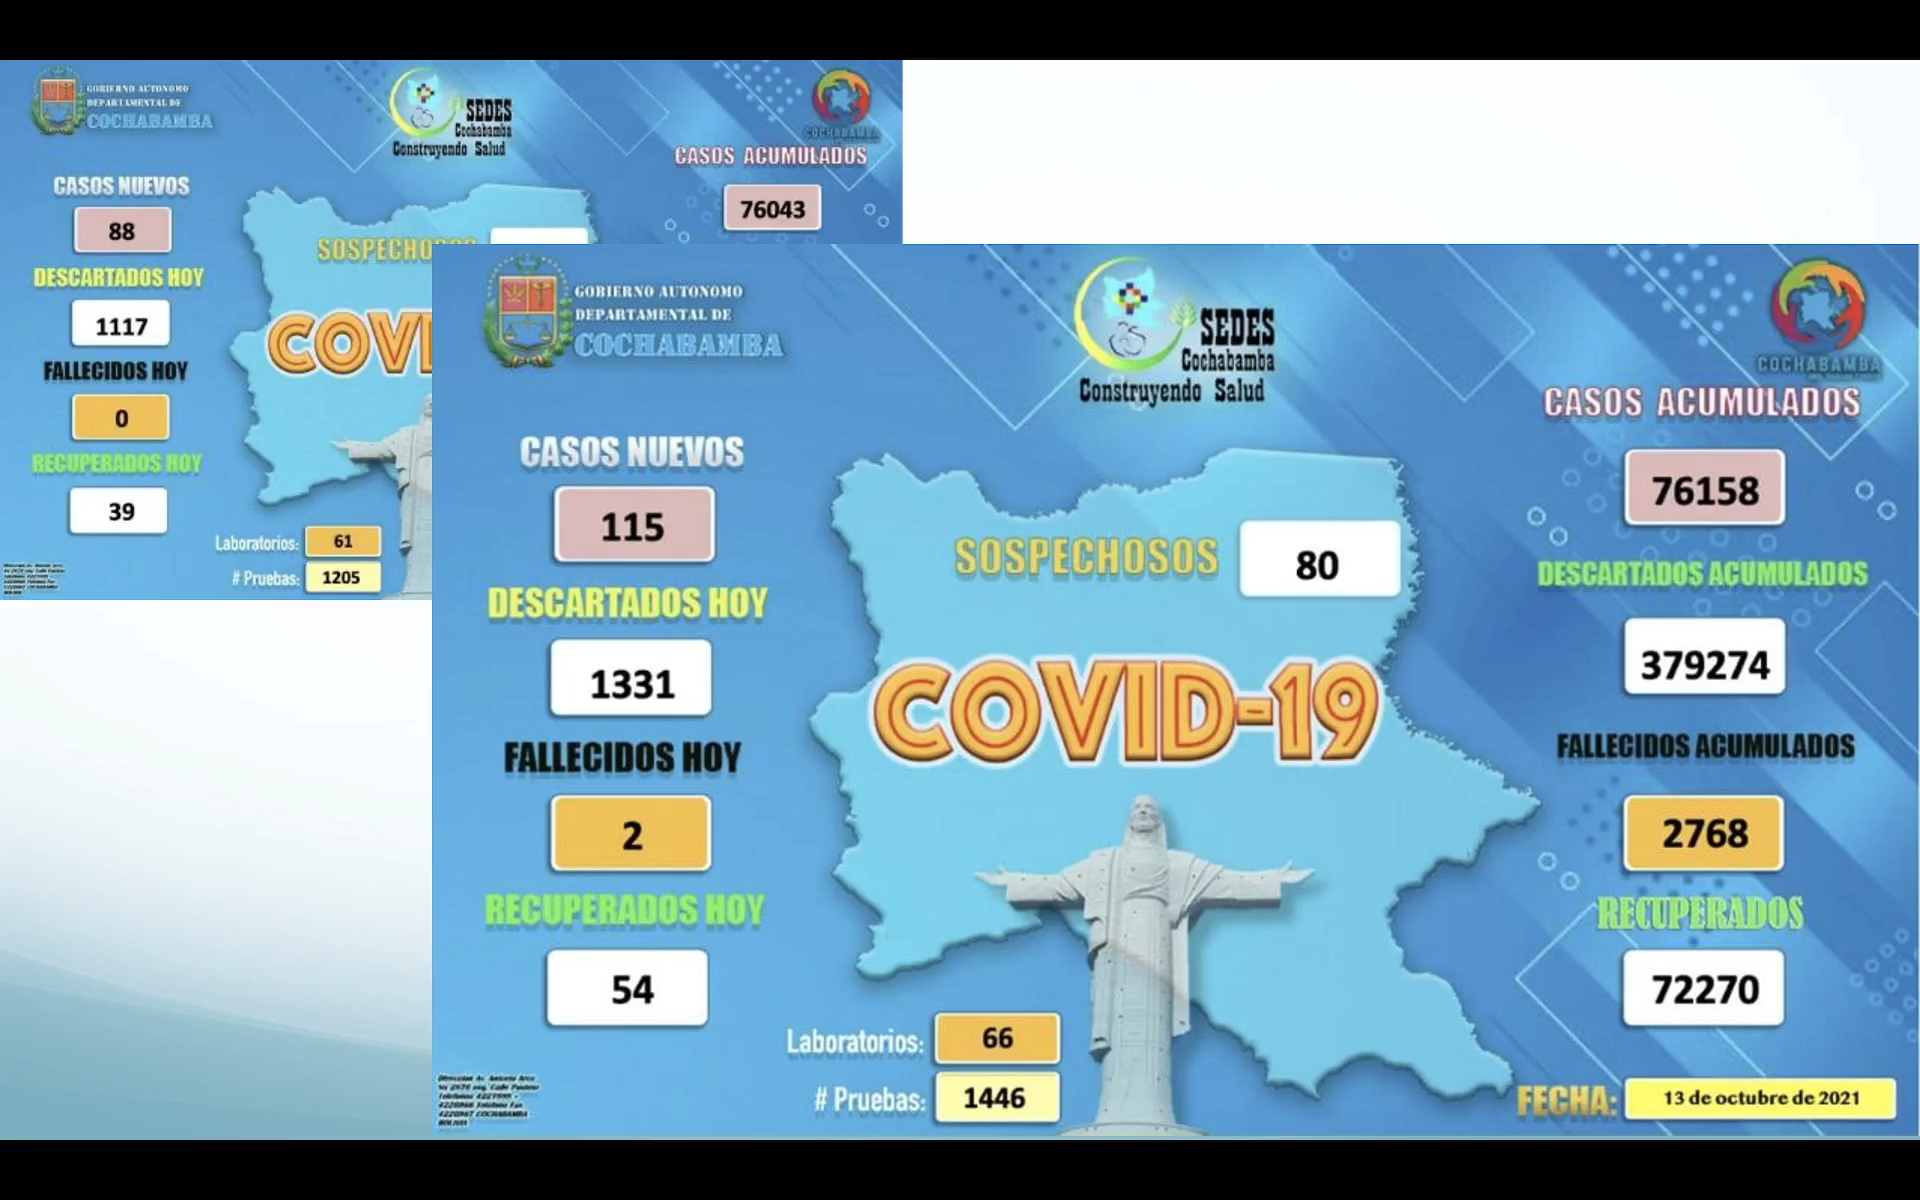 GOBIERNO AUTONOMO
DEPARTAMENTAL DE
COCHABAMBA
SEDES
Cochabamba
Construyendo Salud
COCHABAMBA
CASOS ACUMULADOS
76043
CASOS NUEVOS
88
DESCARTADOS HOY
1117
FALLECIDOS HOY
0
RECUPERADOS HOY
39
Laboratorios: 61
# Pruebas: 1205
GOBIERNO AUTONOMO
DEPARTAMENTAL DE
COCHABAMBA
SEDES
Cochabamba
Construyendo Salud
COCHABAMBA
CASOS NUEVOS
115
DESCARTADOS HOY
1331
FALLECIDOS HOY
2
RECUPERADOS HOY
54
SOSPECHOSOS 80
COVID-19
Laboratorios: 66
# Pruebas: 1446
CASOS ACUMULADOS
76158
DESCARTADOS ACUMULADOS
379274
FALLECIDOS ACUMULADOS
2768
RECUPERADOS
72270
FECHA: 13 de octubre de 2021